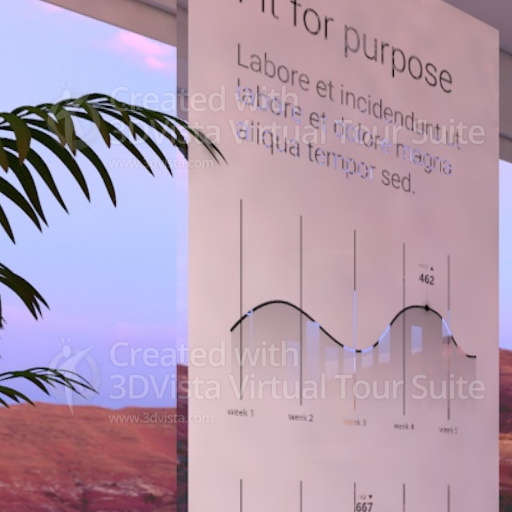 Fit for purpose
Labore et incididunt ut
labore et dolore magna
aliqua tempor sed.
462
week 1
week 2
week 3
week 4
week 5
667
Created with
3DVista Virtual Tour Suite
www.3dvista.com
Created with
3DVista Virtual Tour Suite
www.3dvista.com